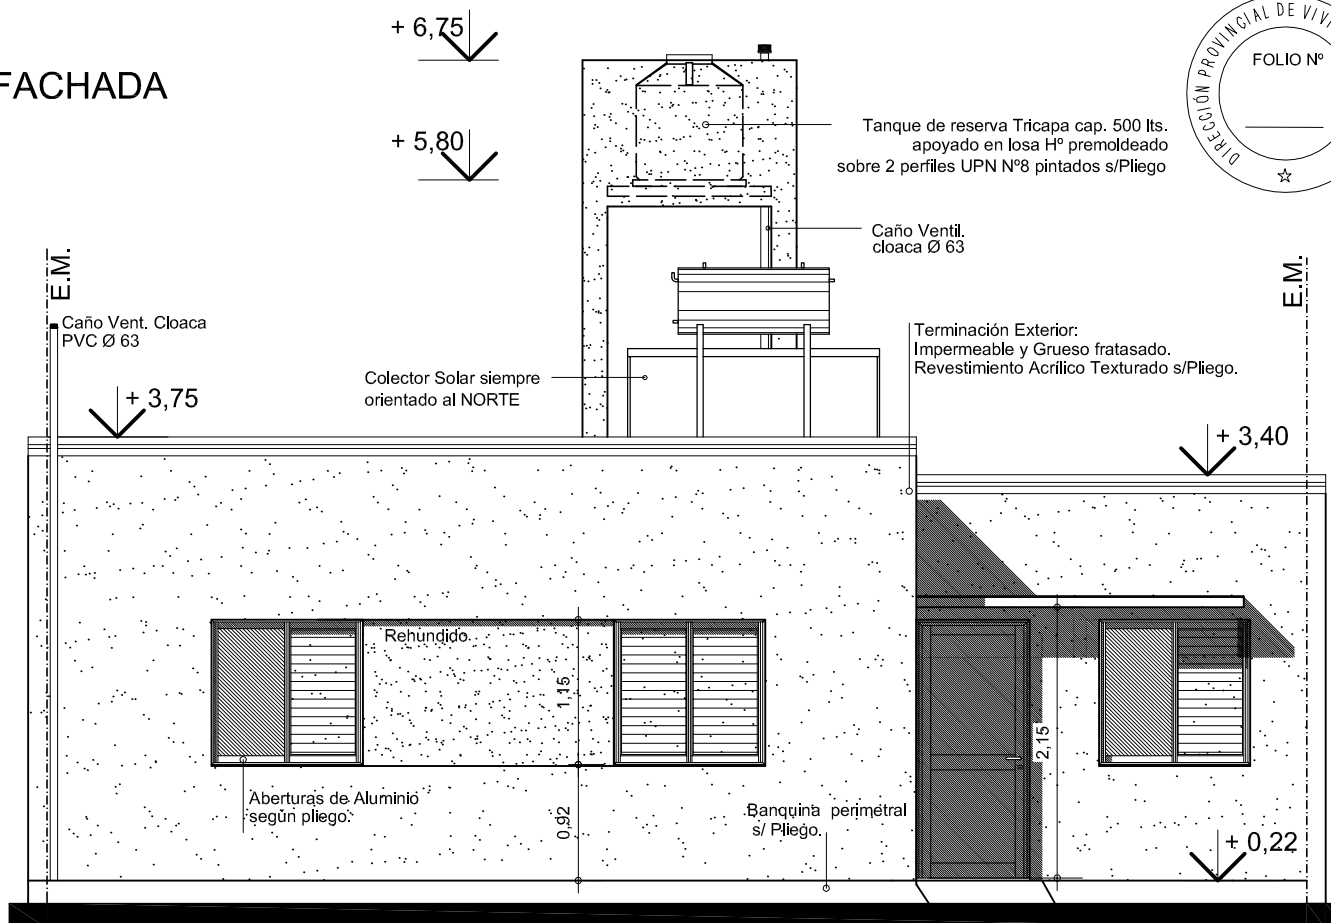 FACHADA
+ 6,75
+ 5,80
DIRECCIÓN PROVINCIAL DE
FOLIO Nº
Tanque de reserva Tricapa cap. 500 lts.
apoyado en losa Hº premoldeado
sobre 2 perfiles UPN Nº8 pintados s/Pliego
Caño Ventil.
cloaca Ø 63
E.M.
E.M.
Caño Vent. Cloaca
PVC Ø 63
Terminación Exterior:
Impermeable y Grueso fratasado.
Revestimiento Acrílico Texturado s/Pliego.
Colector Solar siempre
orientado al NORTE
+ 3,75
+ 3,40
Rehundido
1,15
2,15
Aberturas de Aluminio
según pliego.
0,92
Banquina perimetral
s/ Pliego.
+ 0,22